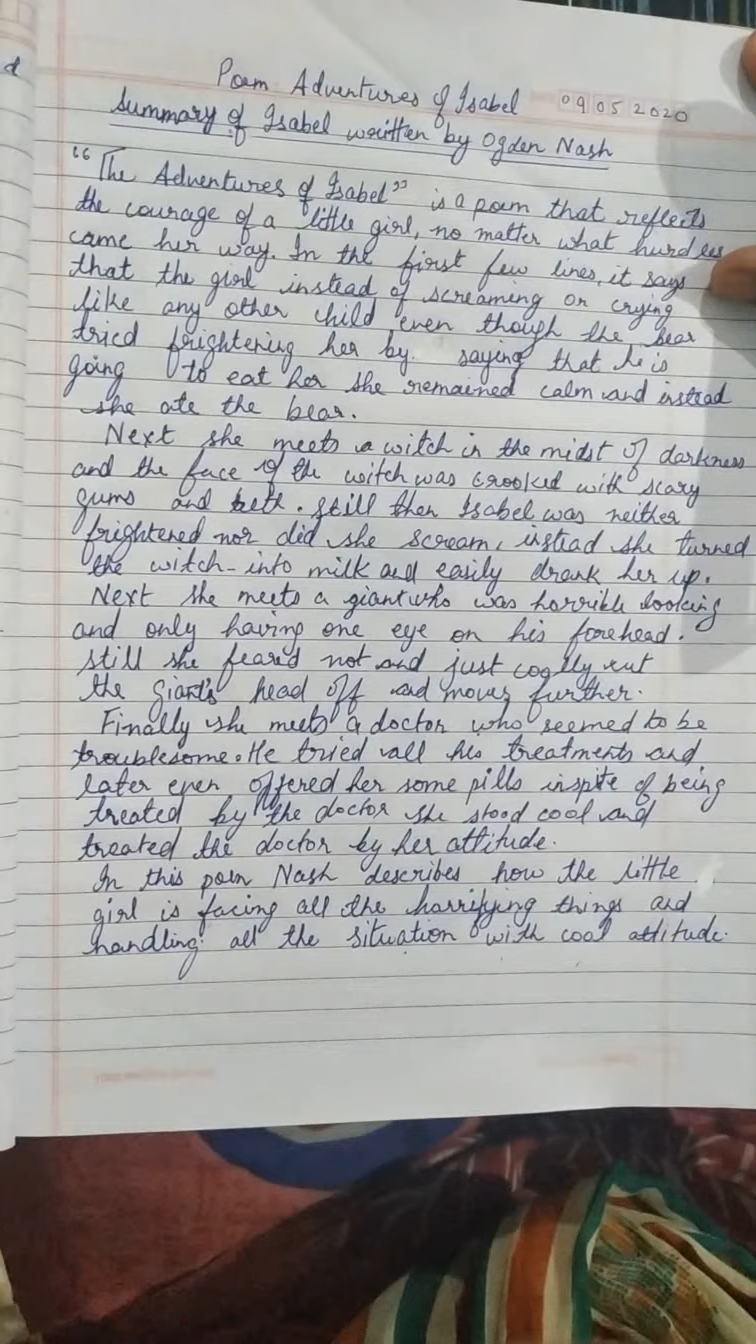 d
Poem Adventures of Isabel 09052020
Summary of Isabel written by Ogden Nash
"The Adventures of Isabel" is a poem that reflects
the courage of a little girl, no matter what hurdles
came her way. In the first few lines, it says
that the girl instead of screaming or crying
like any other child even though the bear
tried frightening her by saying that he is
going to eat her she remained calm and instead
she ate the bear.
Next she meets a witch in the midst of darkness
and the face of the witch was crooked with scary
gums and teeth. Still then Isabel was neither
frightened nor did she scream, instead she turned
the witch into milk and easily drank her up.
Next she meets a giant who was horrible looking
and only having one eye on his forehead.
Still she feared not and just coolly cut
the Giant's head off and moves further.
Finally she meets a doctor who seemed to be
troublesome. He tried all his treatments and
later even offered her some pills inspite of being
treated by the doctor she stood cool and
treated the doctor by her attitude.
In this poem Nash describes how the little
girl is facing all the horrifying things and
handling all the situation with cool attitude.